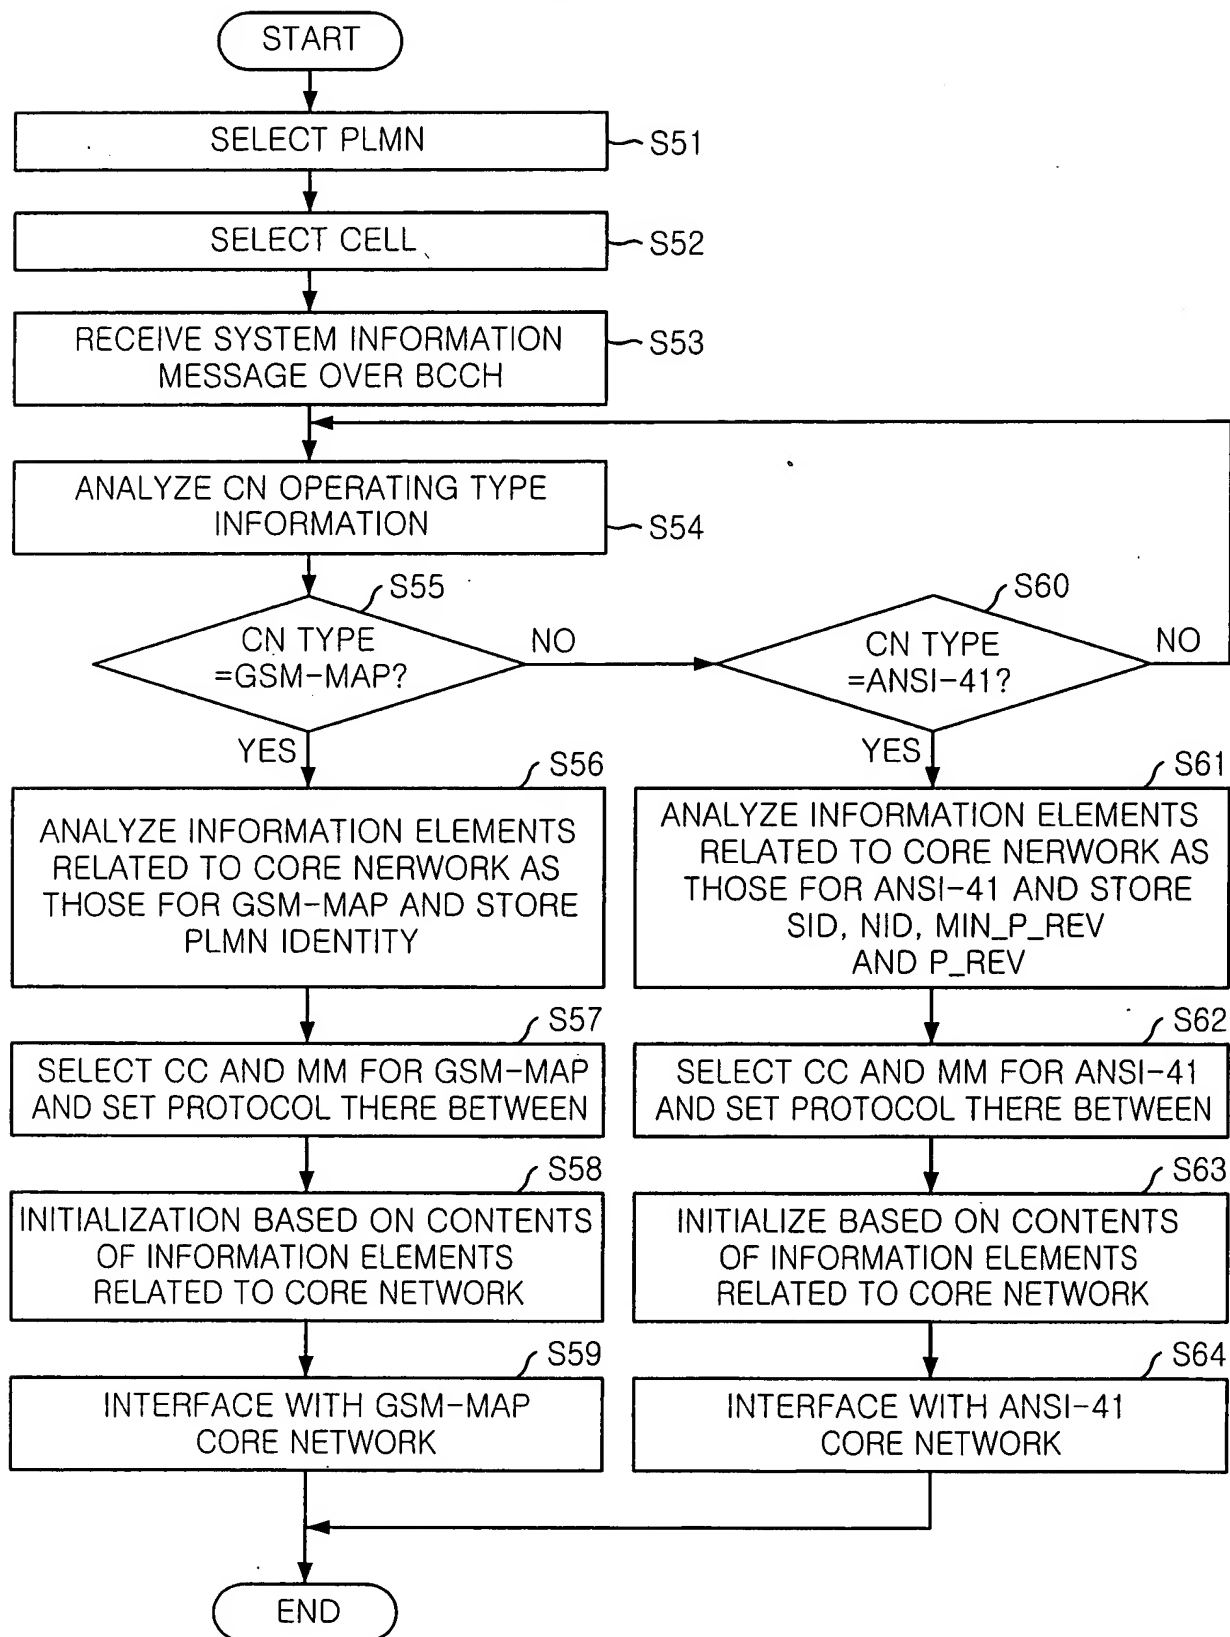 START
SELECT PLMN
S51
SELECT CELL
S52
RECEIVE SYSTEM INFORMATION
MESSAGE OVER BCCH
S53
ANALYZE CN OPERATING TYPE
INFORMATION
S54
S55
CN TYPE
=GSM-MAP?
NO
YES
S60
CN TYPE
=ANSI-41?
NO
YES
S56
ANALYZE INFORMATION ELEMENTS
RELATED TO CORE NERWORK AS
THOSE FOR GSM-MAP AND STORE
PLMN IDENTITY
S61
ANALYZE INFORMATION ELEMENTS
RELATED TO CORE NERWORK AS
THOSE FOR ANSI-41 AND STORE
SID, NID, MIN_P_REV
AND P_REV
S57
SELECT CC AND MM FOR GSM-MAP
AND SET PROTOCOL THERE BETWEEN
S62
SELECT CC AND MM FOR ANSI-41
AND SET PROTOCOL THERE BETWEEN
S58
INITIALIZATION BASED ON CONTENTS
OF INFORMATION ELEMENTS
RELATED TO CORE NETWORK
S63
INITIALIZE BASED ON CONTENTS
OF INFORMATION ELEMENTS
RELATED TO CORE NETWORK
S59
INTERFACE WITH GSM-MAP
CORE NETWORK
S64
INTERFACE WITH ANSI-41
CORE NETWORK
END